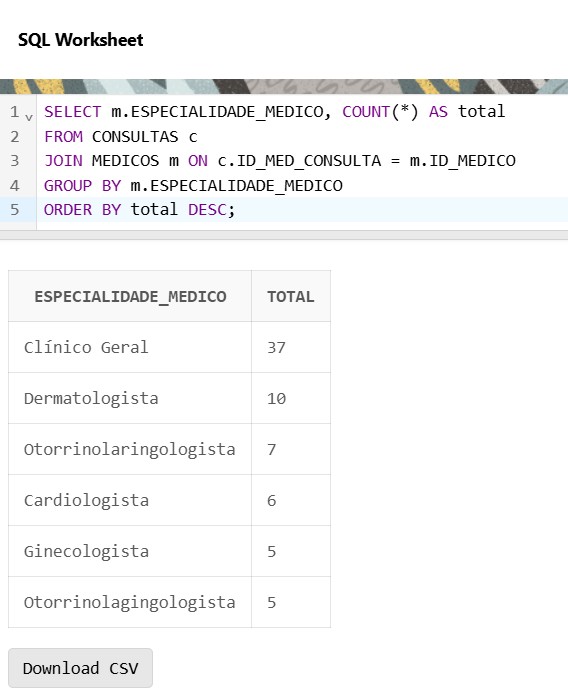 SQL Worksheet
1 SELECT m.ESPECIALIDADE_MEDICO, COUNT(*) AS total
2 FROM CONSULTAS c
3 JOIN MEDICOS m ON c.ID_MED_CONSULTA = m.ID_MEDICO
4 GROUP BY m.ESPECIALIDADE_MEDICO
5 ORDER BY total DESC;
ESPECIALIDADE_MEDICO TOTAL
Clínico Geral 37
Dermatologista 10
Otorrinolaringologista 7
Cardiologista 6
Ginecologista 5
Otorrinolagingologista 5
Download CSV